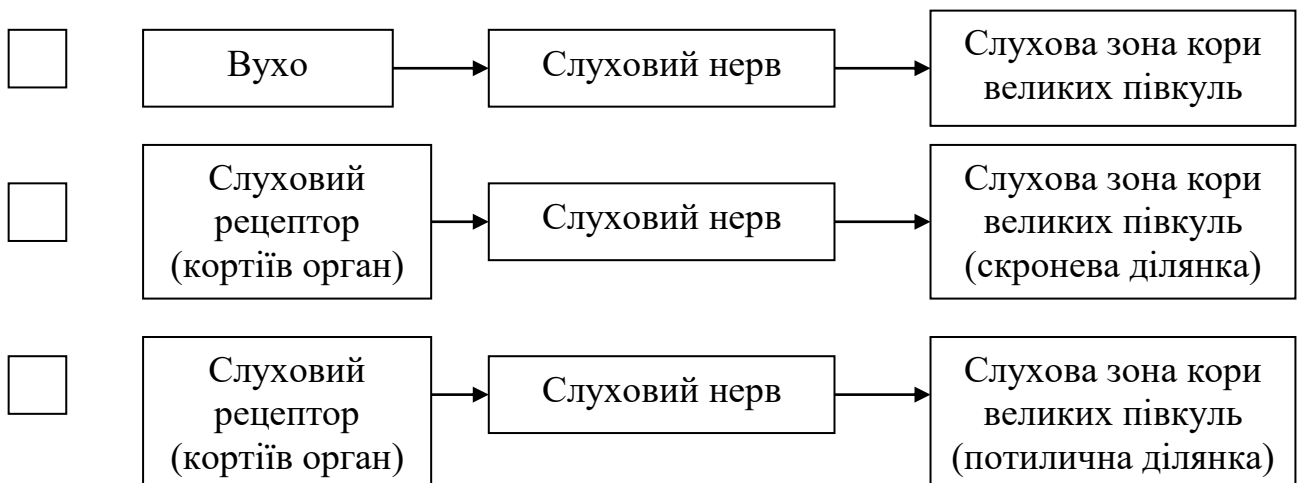 Вухо
Слуховий нерв
Слухова зона кори
великих півкуль
Слуховий
рецептор
(кортіїв орган)
Слуховий нерв
Слухова зона кори
великих півкуль
(скронева ділянка)
Слуховий
рецептор
(кортіїв орган)
Слуховий нерв
Слухова зона кори
великих півкуль
(потилична ділянка)